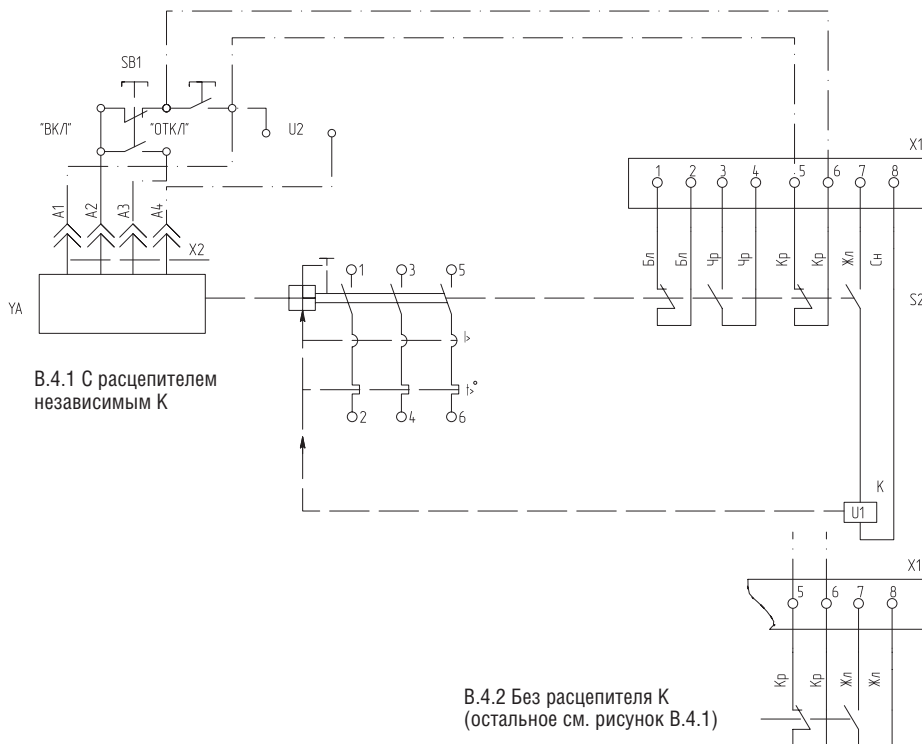 SB1
"ВКЛ"
"ОТКЛ"
U2
X1
1 2 3 4 5 6 7 8
A1 A2 A3 A4
X2
Бл Бл Чр Чр Кр Кр Жл Сн
YA
1 3 5
S2
I>
t>°
2 4 6
В.4.1 С расцепителем
независимым К
K
U1
X1
5 6 7 8
Кр Кр Жл Жл
В.4.2 Без расцепителя К
(остальное см. рисунок В.4.1)